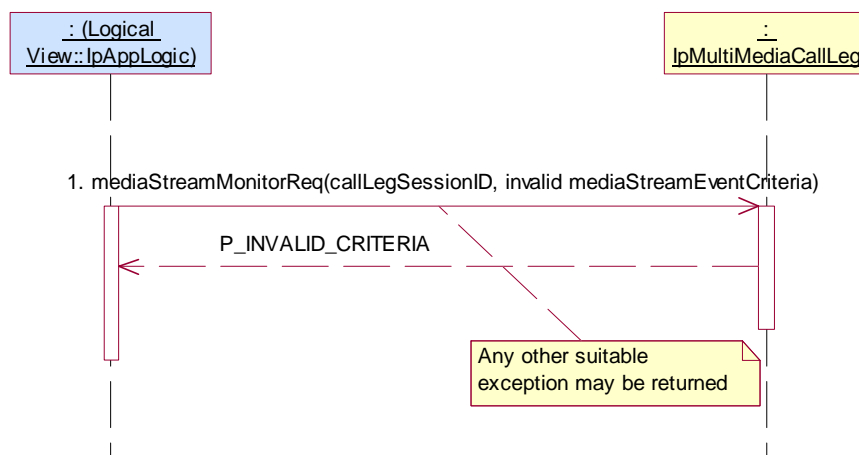 : (Logical
View::IpAppLogic)
:
IpMultiMediaCallLeg
1. mediaStreamMonitorReq(callLegSessionID, invalid mediaStreamEventCriteria)
P_INVALID_CRITERIA
Any other suitable
exception may be returned